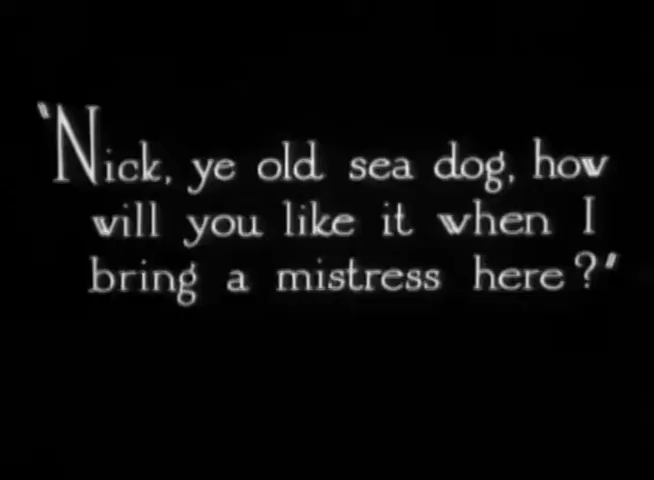 "Nick, ye old sea dog, how
will you like it when I
bring a mistress here?"